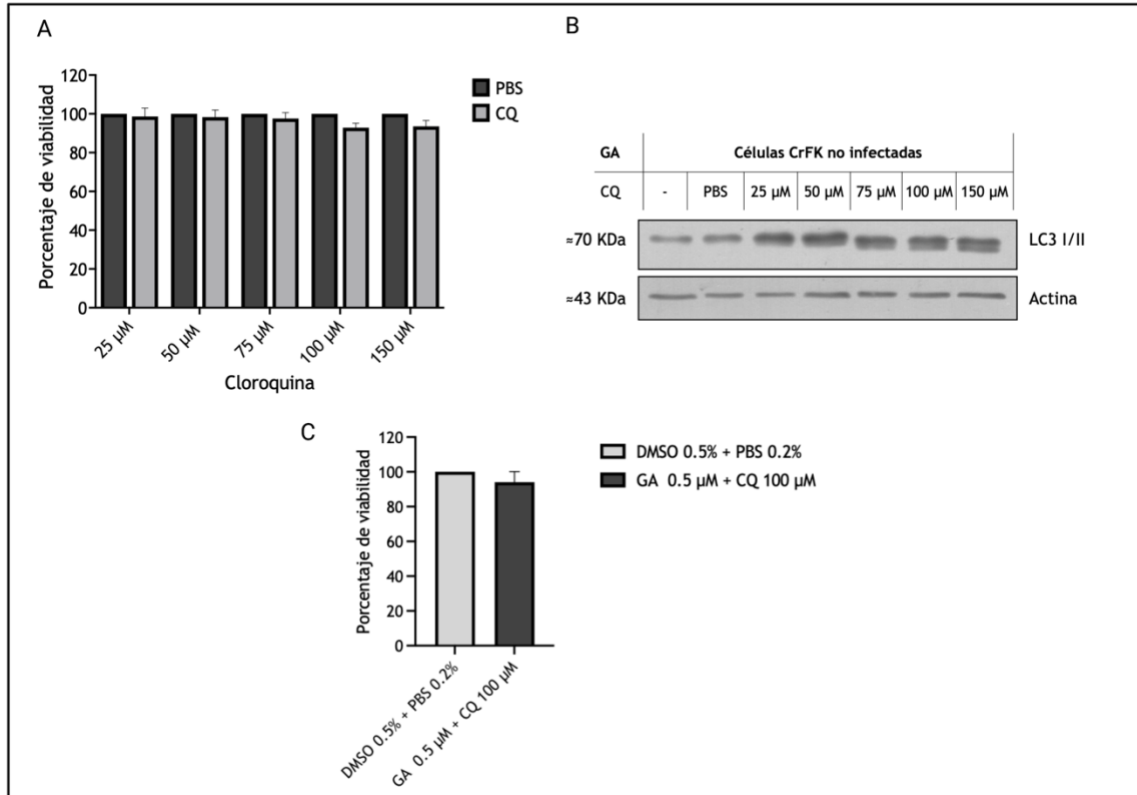 A
120
100
80
60
40
20
0
Porcentaje de viabilidad
25 µM
50 µM
75 µM
100 µM
150 µM
Cloroquina
PBS
CQ
B
GA Células CrFK no infectadas
CQ - PBS 25 µM 50 µM 75 µM 100 µM 150 µM
≈70 KDa LC3 I/II
≈43 KDa Actina
C
120
100
80
60
40
20
0
Porcentaje de viabilidad
DMSO 0.5% + PBS 0.2%
GA 0.5 µM + CQ 100 µM
DMSO 0.5% + PBS 0.2%
GA 0.5 µM + CQ 100 µM